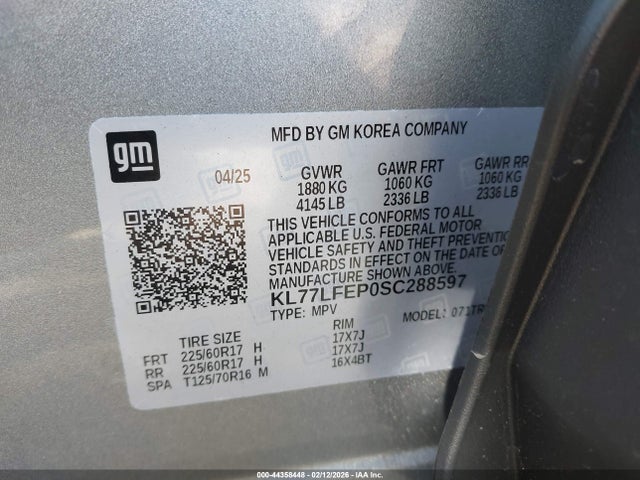 gm
MFD BY GM KOREA COMPANY
04/25 GVWR GAWR FRT GAWR RR
1880 KG 1060 KG 1060 KG
4145 LB 2336 LB 2336 LB
THIS VEHICLE CONFORMS TO ALL
APPLICABLE U.S. FEDERAL MOTOR
VEHICLE SAFETY AND THEFT PREVENTIO
STANDARDS IN EFFECT ON THE DATE OF
MANUFACTURE SHOWN ABOVE.
KL77LFEP0SC288597
TYPE: MPV MODEL: 071TR
TIRE SIZE RIM
FRT 225/60R17 H 17X7J
RR 225/60R17 H 17X7J
SPA T125/70R16 M 16X4BT
000-44358448 - 02/12/2026 - IAA Inc.